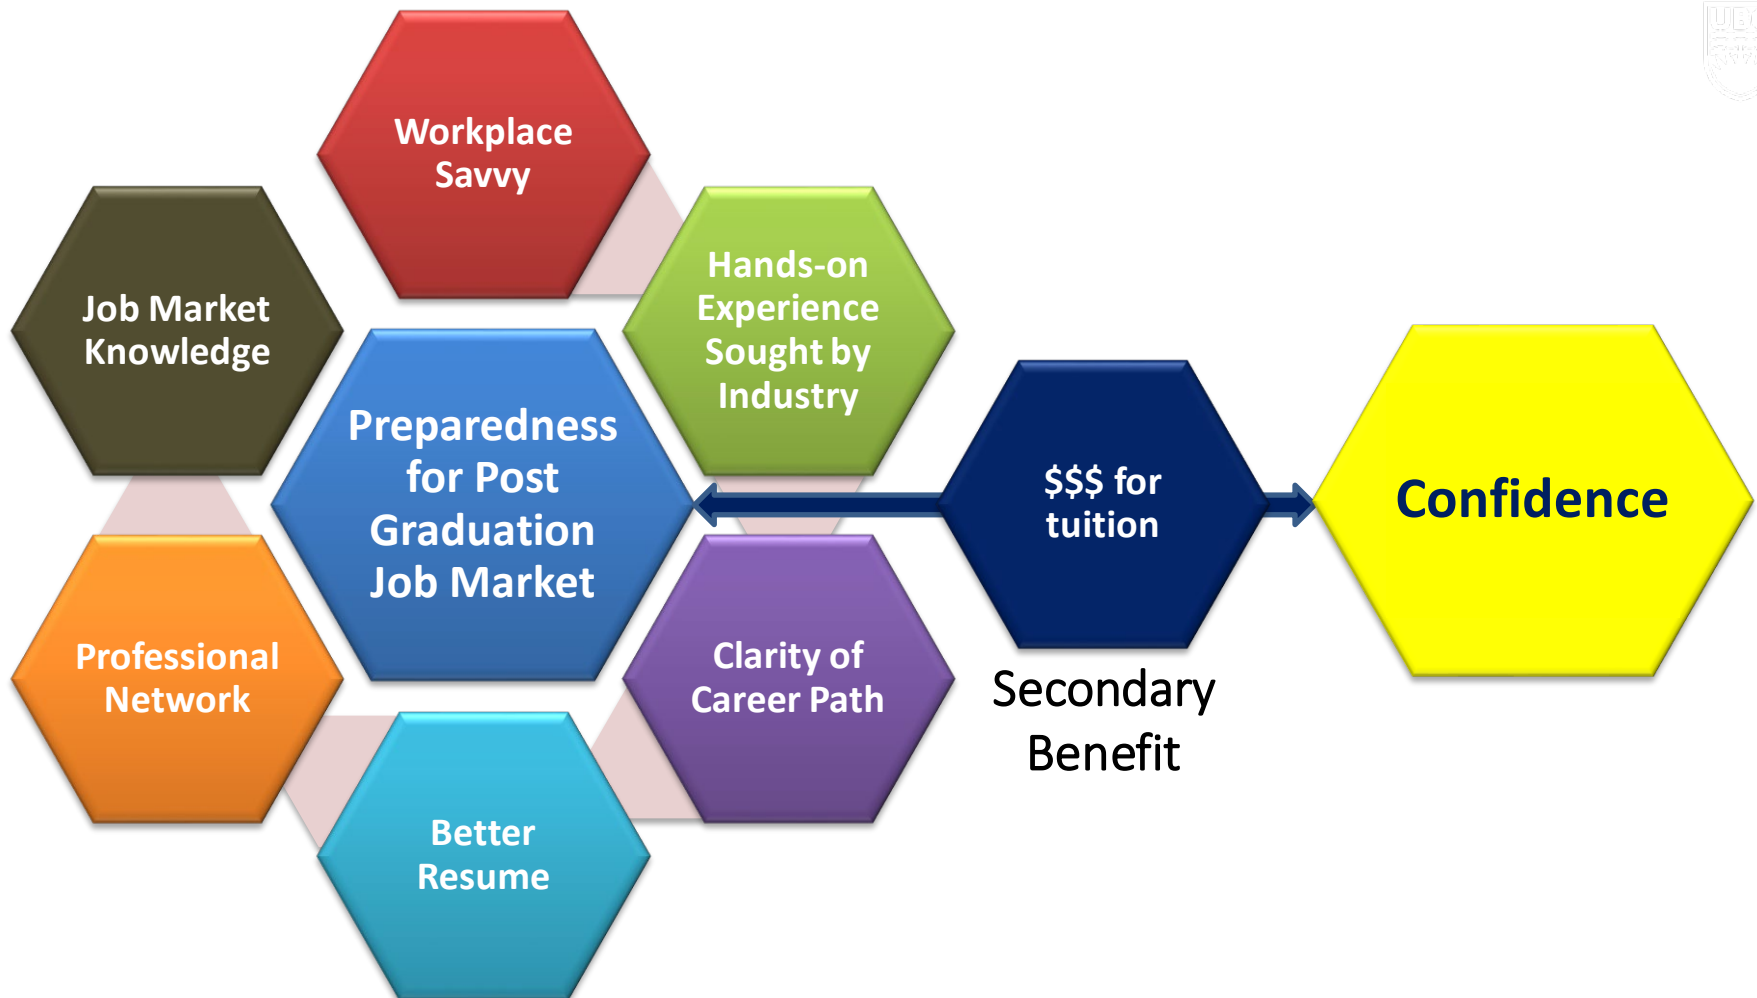 UBC
Workplace
Savvy
Job Market
Knowledge
Hands-on
Experience
Sought by
Industry
Preparedness
for Post
Graduation
Job Market
$$$ for
tuition
Confidence
Professional
Network
Clarity of
Career Path
Secondary
Benefit
Better
Resume